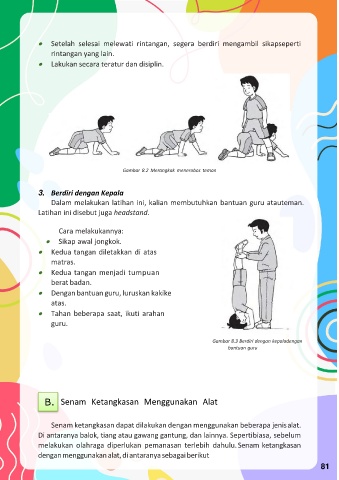 • Setelah selesai melewati rintangan, segera berdiri mengambil sikapseperti
rintangan yang lain.
• Lakukan secara teratur dan disiplin.
Gambar 8.2 Merangkak menerobos teman
3. Berdiri dengan Kepala
Dalam melakukan latihan ini, kalian membutuhkan bantuan guru atauteman.
Latihan ini disebut juga headstand.
Cara melakukannya:
• Sikap awal jongkok.
• Kedua tangan diletakkan di atas
matras.
• Kedua tangan menjadi tumpuan
berat badan.
• Dengan bantuan guru, luruskan kakike
atas.
• Tahan beberapa saat, ikuti arahan
guru.
Gambar 8.3 Berdiri dengan kepaladengan
bantuan guru
B. Senam Ketangkasan Menggunakan Alat
Senam ketangkasan dapat dilakukan dengan menggunakan beberapa jenis alat.
Di antaranya balok, tiang atau gawang gantung, dan lainnya. Sepertibiasa, sebelum
melakukan olahraga diperlukan pemanasan terlebih dahulu. Senam ketangkasan
dengan menggunakan alat, di antaranya sebagai berikut
81